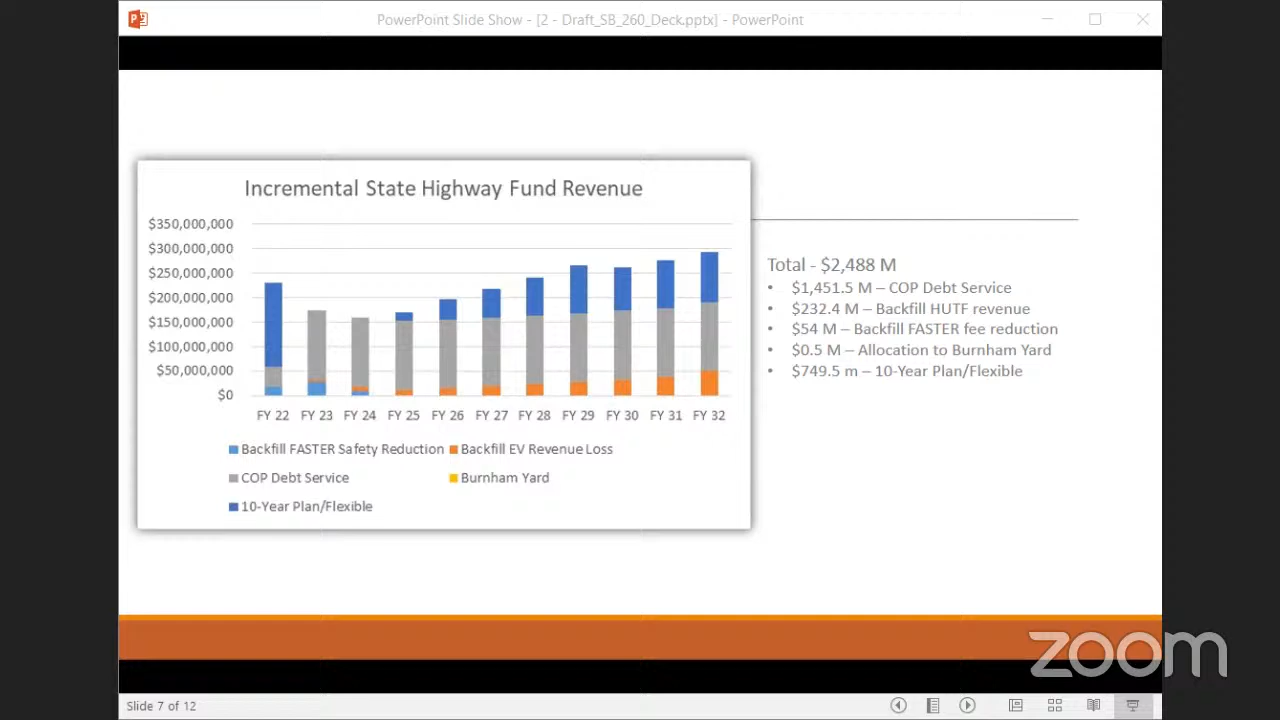 PowerPoint Slide Show - [2 - Draft_SB_260_Deck.pptx] - PowerPoint
Incremental State Highway Fund Revenue
$350,000,000
$300,000,000
$250,000,000
$200,000,000
$150,000,000
$100,000,000
$50,000,000
$0
FY 22 FY 23 FY 24 FY 25 FY 26 FY 27 FY 28 FY 29 FY 30 FY 31 FY 32
Backfill FASTER Safety Reduction Backfill EV Revenue Loss
COP Debt Service Burnham Yard
10-Year Plan/Flexible
Total - $2,488 M
• $1,451.5 M – COP Debt Service
• $232.4 M – Backfill HUTF revenue
• $54 M – Backfill FASTER fee reduction
• $0.5 M – Allocation to Burnham Yard
• $749.5 m – 10-Year Plan/Flexible
zoom
Slide 7 of 12